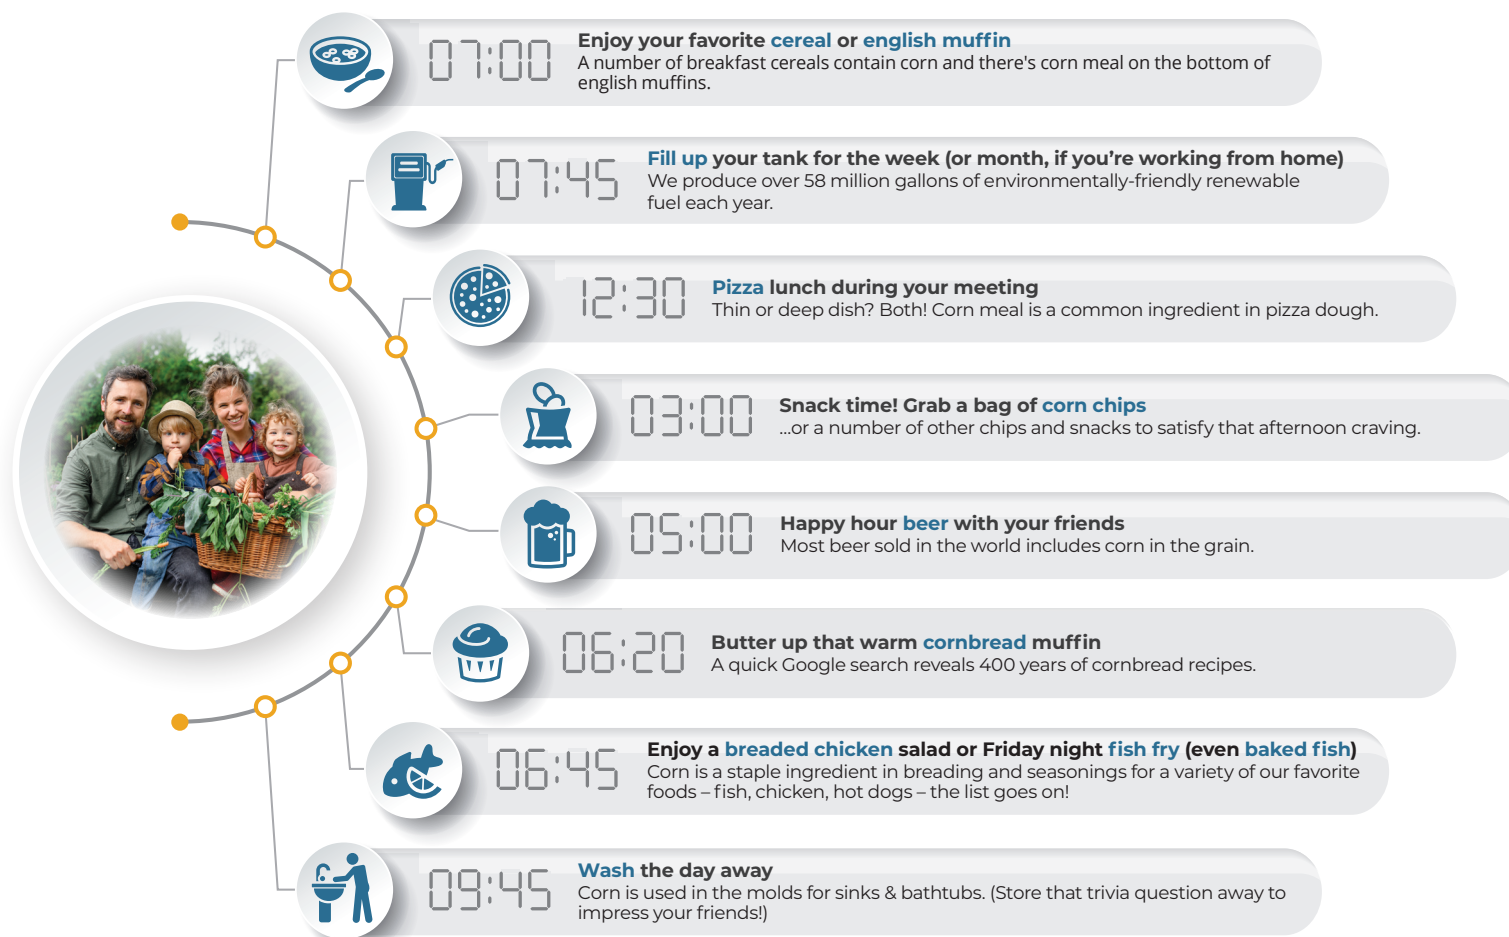 07:00
Enjoy your favorite cereal or english muffin
A number of breakfast cereals contain corn and there's corn meal on the bottom of
english muffins.
07:45
Fill up your tank for the week (or month, if you’re working from home)
We produce over 58 million gallons of environmentally-friendly renewable
fuel each year.
12:30
Pizza lunch during your meeting
Thin or deep dish? Both! Corn meal is a common ingredient in pizza dough.
03:00
Snack time! Grab a bag of corn chips
...or a number of other chips and snacks to satisfy that afternoon craving.
05:00
Happy hour beer with your friends
Most beer sold in the world includes corn in the grain.
06:20
Butter up that warm cornbread muffin
A quick Google search reveals 400 years of cornbread recipes.
06:45
Enjoy a breaded chicken salad or Friday night fish fry (even baked fish)
Corn is a staple ingredient in breading and seasonings for a variety of our favorite
foods – fish, chicken, hot dogs – the list goes on!
09:45
Wash the day away
Corn is used in the molds for sinks & bathtubs. (Store that trivia question away to
impress your friends!)